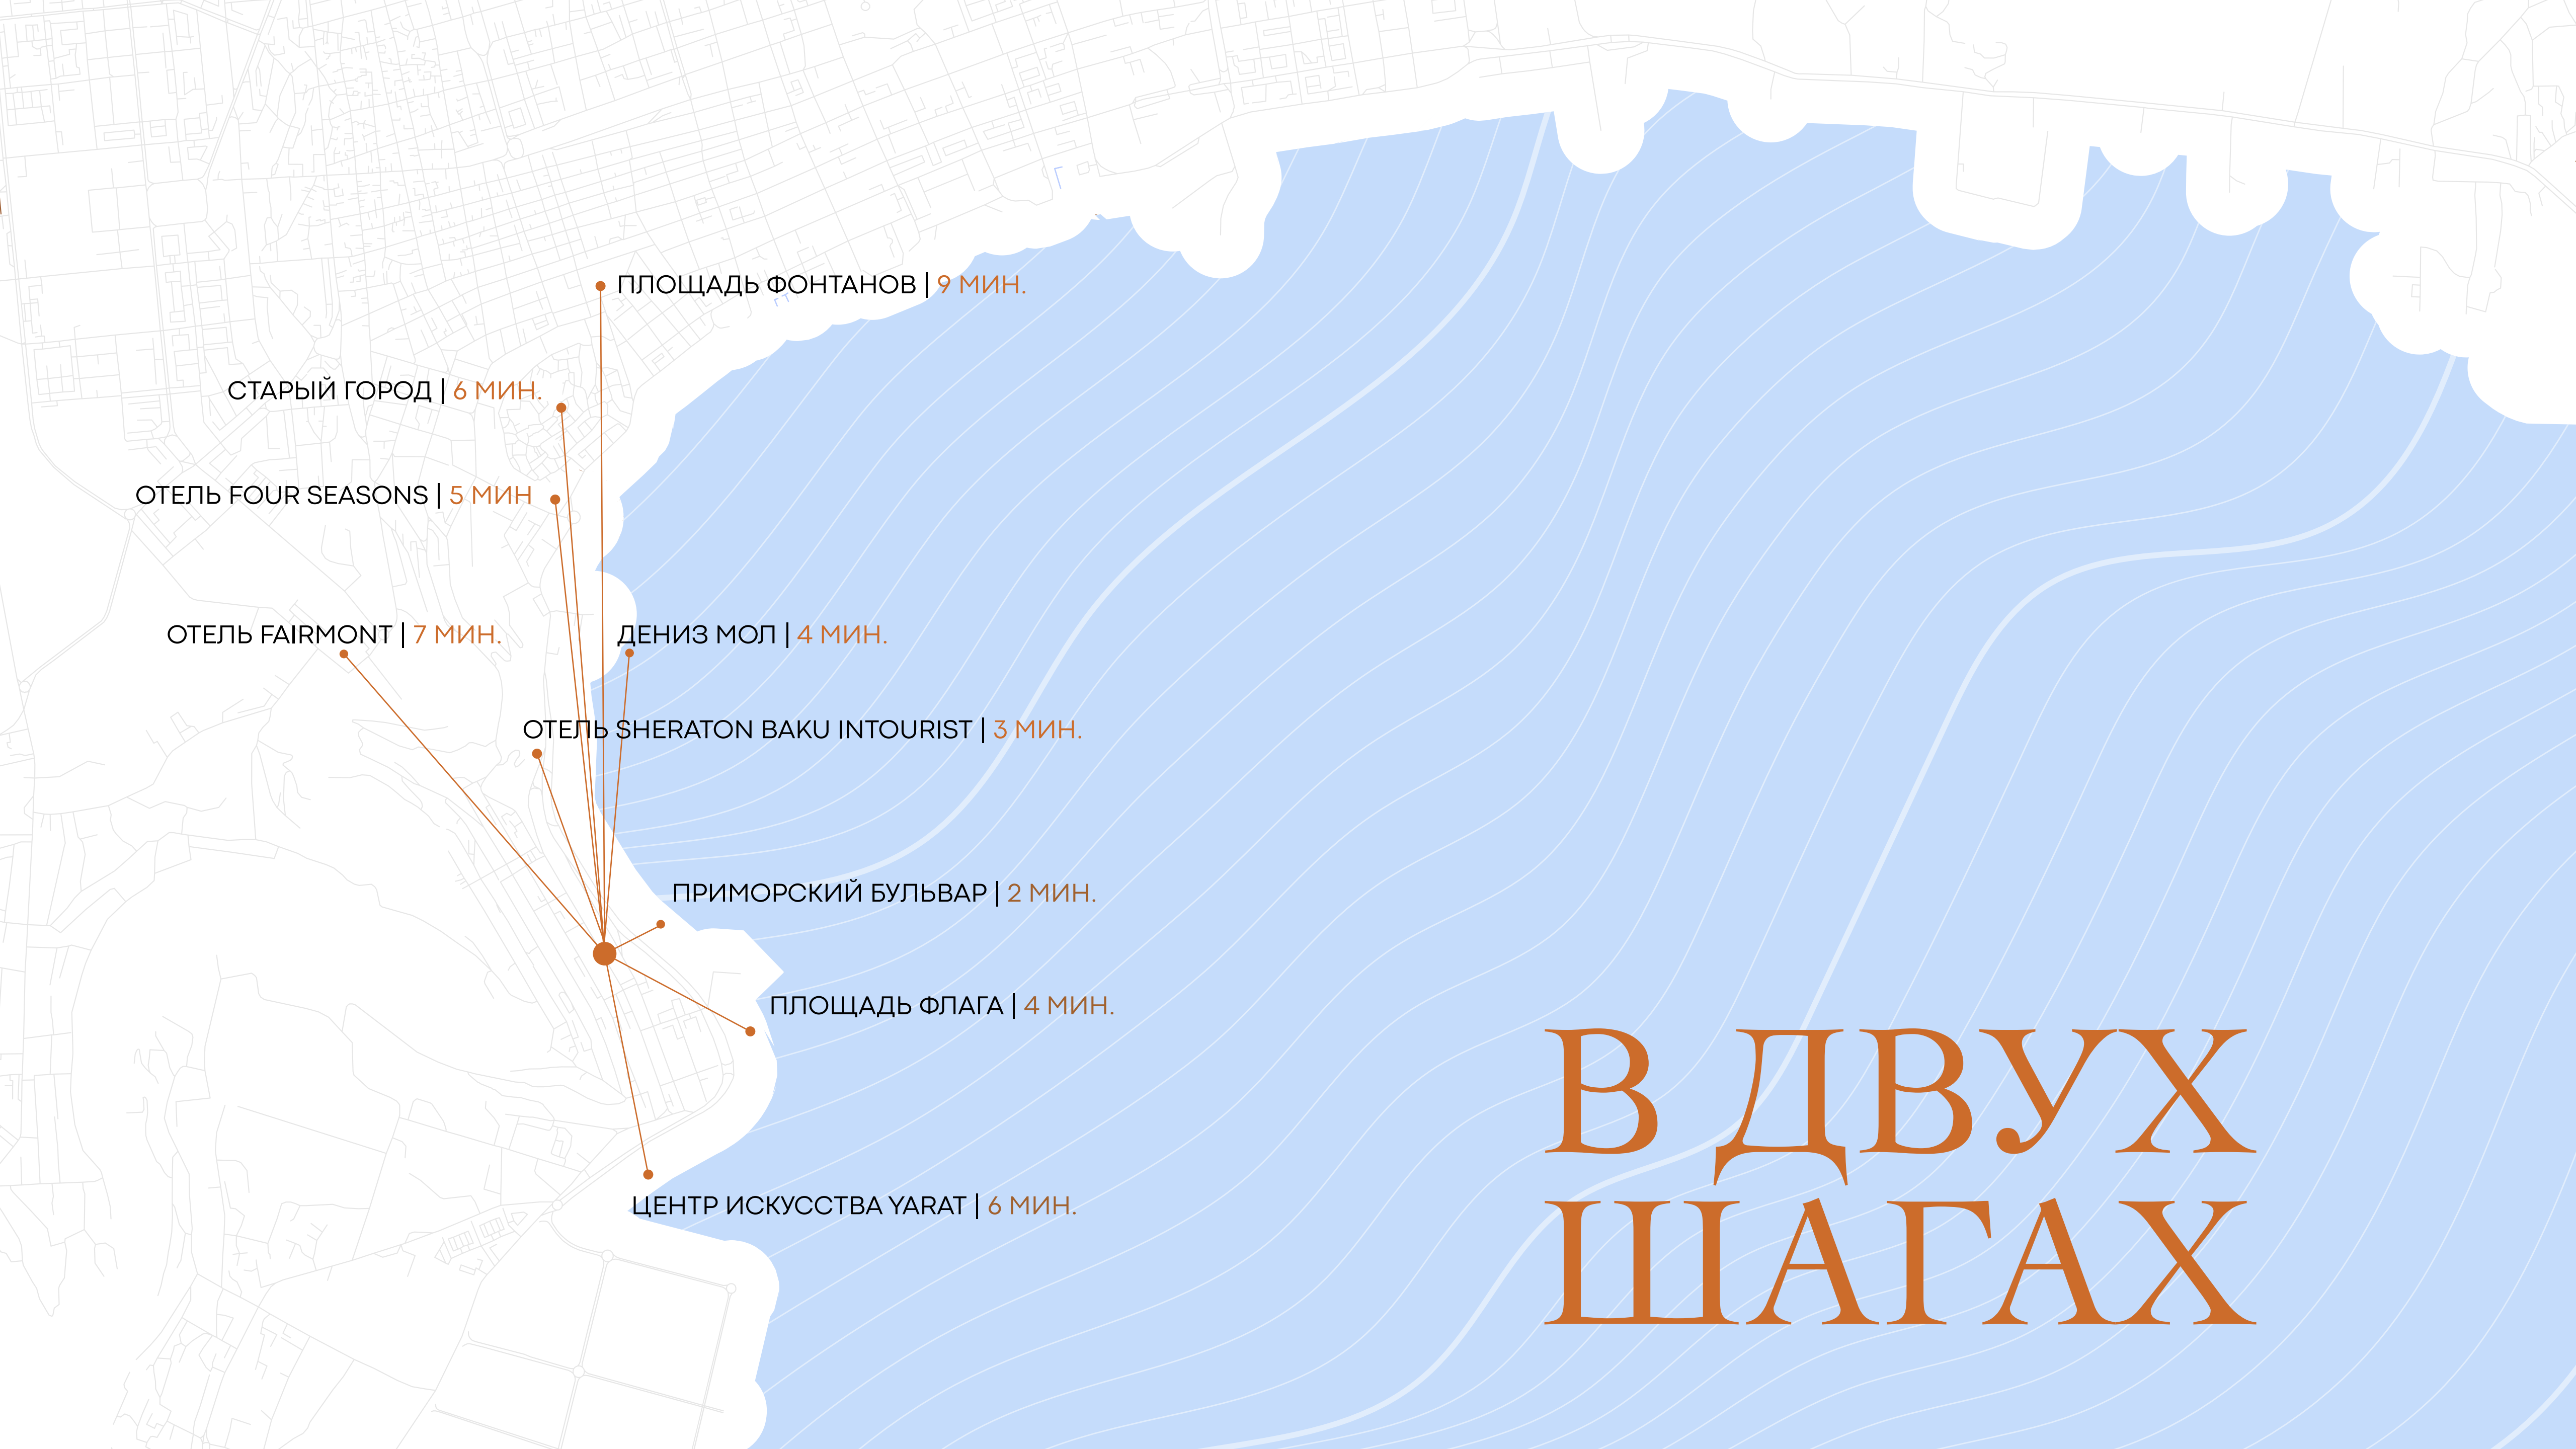 ПЛОЩАДЬ ФОНТАНОВ | 9 МИН.
СТАРЫЙ ГОРОД | 6 МИН.
ОТЕЛЬ FOUR SEASONS | 5 МИН
ОТЕЛЬ FAIRMONT | 7 МИН.
ДЕНИЗ МОЛ | 4 МИН.
ОТЕЛЬ SHERATON BAKU INTOURIST | 3 МИН.
ПРИМОРСКИЙ БУЛЬВАР | 2 МИН.
ПЛОЩАДЬ ФЛАГА | 4 МИН.
ЦЕНТР ИСКУССТВА YARAT | 6 МИН.
В ДВУХ
ШАГАХ